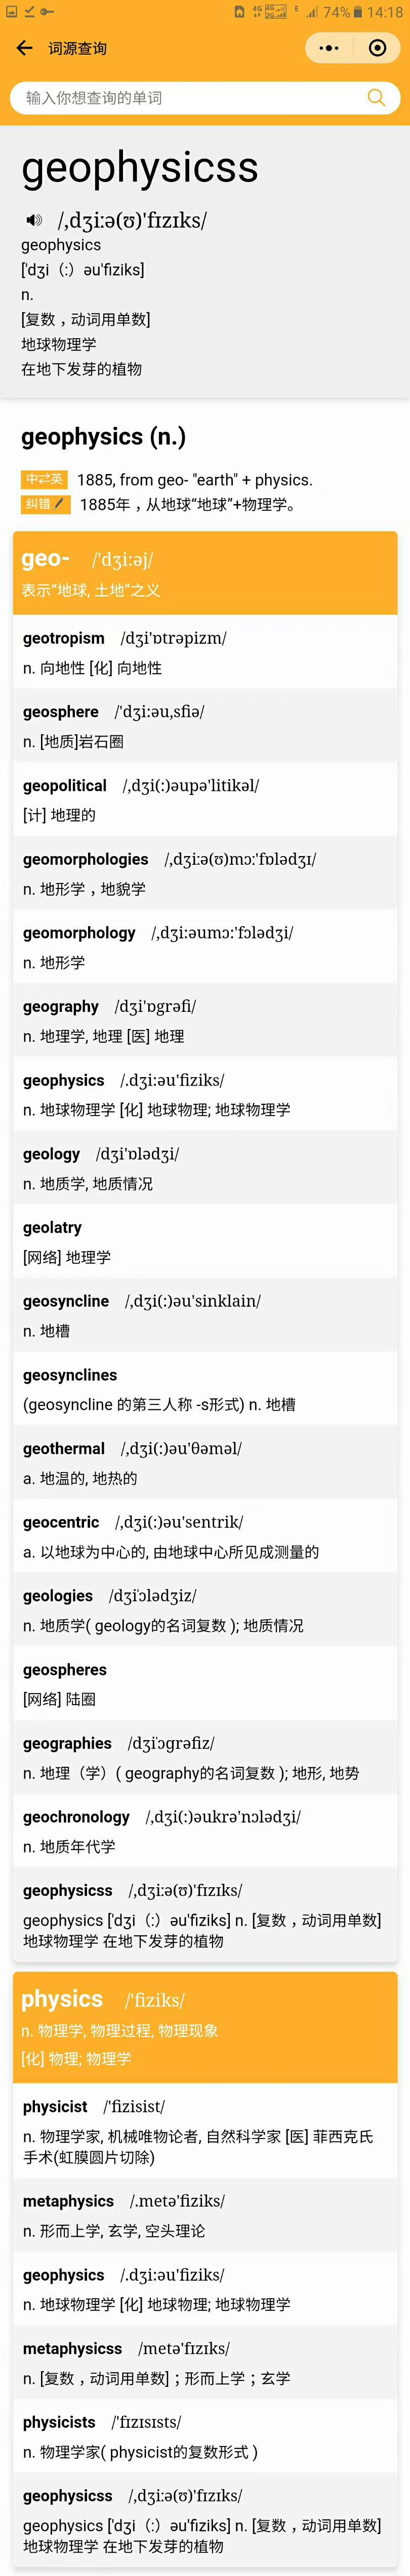 74% 14:18
词源查询
输入你想查询的单词
geophysicss
/,dʒiːə(ʊ)'fɪzɪks/
geophysics
['dʒi（:）əu'fiziks]
n.
[复数，动词用单数]
地球物理学
在地下发芽的植物
geophysics (n.)
中⇄英 1885, from geo- "earth" + physics.
纠错 1885年，从地球“地球”+物理学。
geo- /'dʒi:əj/
表示“地球, 土地”之义
geotropism /dʒi'ɒtrəpizm/
n. 向地性 [化] 向地性
geosphere /'dʒi:əu,sfiə/
n. [地质]岩石圈
geopolitical /,dʒi(:)əupə'litikəl/
[计] 地理的
geomorphologies /,dʒiːə(ʊ)mɔː'fɒlədʒɪ/
n. 地形学，地貌学
geomorphology /,dʒi:əumɔ:'fɔlədʒi/
n. 地形学
geography /dʒi'ɒgrəfi/
n. 地理学, 地理 [医] 地理
geophysics /.dʒi:əu'fiziks/
n. 地球物理学 [化] 地球物理; 地球物理学
geology /dʒi'ɒlədʒi/
n. 地质学, 地质情况
geolatry
[网络] 地理学
geosyncline /,dʒi(:)əu'sinklain/
n. 地槽
geosynclines
(geosyncline 的第三人称 -s形式) n. 地槽
geothermal /,dʒi(:)əu'θəməl/
a. 地温的, 地热的
geocentric /,dʒi(:)əu'sentrik/
a. 以地球为中心的, 由地球中心所见成测量的
geologies /dʒi'ɔlədʒiz/
n. 地质学( geology的名词复数 ); 地质情况
geospheres
[网络] 陆圈
geographies /dʒi'ɔgrəfiz/
n. 地理（学）( geography的名词复数 ); 地形, 地势
geochronology /,dʒi(:)əukrə'nɔlədʒi/
n. 地质年代学
geophysicss /,dʒiːə(ʊ)'fɪzɪks/
geophysics ['dʒi（:）əu'fiziks] n. [复数，动词用单数]
地球物理学 在地下发芽的植物
physics /'fiziks/
n. 物理学, 物理过程, 物理现象
[化] 物理; 物理学
physicist /'fizisist/
n. 物理学家, 机械唯物论者, 自然科学家 [医] 菲西克氏
手术(虹膜圆片切除)
metaphysics /.metə'fiziks/
n. 形而上学, 玄学, 空头理论
geophysics /.dʒi:əu'fiziks/
n. 地球物理学 [化] 地球物理; 地球物理学
metaphysicss /metə'fɪzɪks/
n. [复数，动词用单数]；形而上学；玄学
physicists /'fɪzɪsɪsts/
n. 物理学家( physicist的复数形式 )
geophysicss /,dʒiːə(ʊ)'fɪzɪks/
geophysics ['dʒi（:）əu'fiziks] n. [复数，动词用单数]
地球物理学 在地下发芽的植物